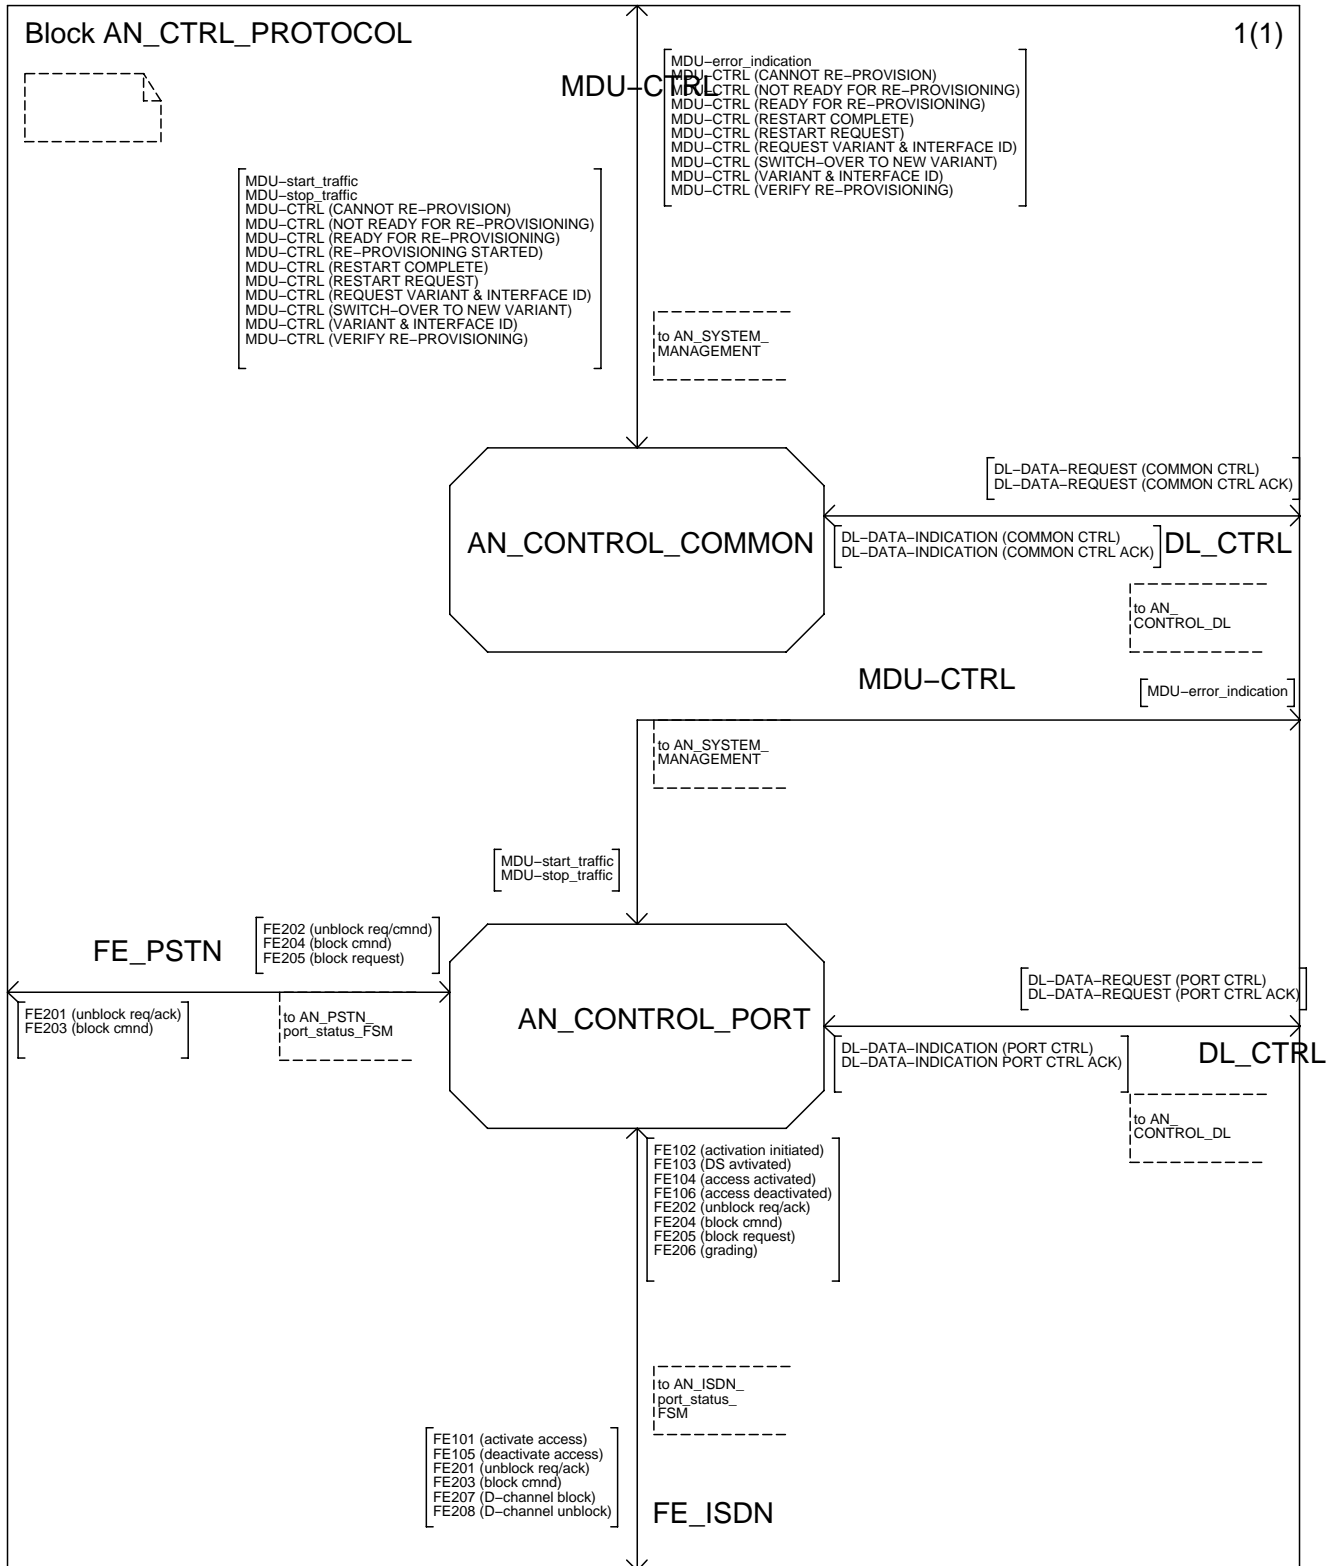 Block AN_CTRL_PROTOCOL
1(1)
MDU–CTRL
MDU–error_indication
MDU–CTRL (CANNOT RE–PROVISION)
MDU–CTRL (NOT READY FOR RE–PROVISIONING)
MDU–CTRL (READY FOR RE–PROVISIONING)
MDU–CTRL (RESTART COMPLETE)
MDU–CTRL (RESTART REQUEST)
MDU–CTRL (REQUEST VARIANT & INTERFACE ID)
MDU–CTRL (SWITCH–OVER TO NEW VARIANT)
MDU–CTRL (VARIANT & INTERFACE ID)
MDU–CTRL (VERIFY RE–PROVISIONING)
MDU–start_traffic
MDU–stop_traffic
MDU–CTRL (CANNOT RE–PROVISION)
MDU–CTRL (NOT READY FOR RE–PROVISIONING)
MDU–CTRL (READY FOR RE–PROVISIONING)
MDU–CTRL (RE–PROVISIONING STARTED)
MDU–CTRL (RESTART COMPLETE)
MDU–CTRL (RESTART REQUEST)
MDU–CTRL (REQUEST VARIANT & INTERFACE ID)
MDU–CTRL (SWITCH–OVER TO NEW VARIANT)
MDU–CTRL (VARIANT & INTERFACE ID)
MDU–CTRL (VERIFY RE–PROVISIONING)
to AN_SYSTEM_
MANAGEMENT
DL–DATA–REQUEST (COMMON CTRL)
DL–DATA–REQUEST (COMMON CTRL ACK)
AN_CONTROL_COMMON
DL–DATA–INDICATION (COMMON CTRL)
DL–DATA–INDICATION (COMMON CTRL ACK)
DL_CTRL
to AN_
CONTROL_DL
MDU–CTRL
MDU–error_indication
to AN_SYSTEM_
MANAGEMENT
MDU–start_traffic
MDU–stop_traffic
FE_PSTN
FE202 (unblock req/cmnd)
FE204 (block cmnd)
FE205 (block request)
DL–DATA–REQUEST (PORT CTRL)
DL–DATA–REQUEST (PORT CTRL ACK)
FE201 (unblock req/ack)
FE203 (block cmnd)
to AN_PSTN_
port_status_FSM
AN_CONTROL_PORT
DL–DATA–INDICATION (PORT CTRL)
DL–DATA–INDICATION PORT CTRL ACK)
DL_CTRL
to AN_
CONTROL_DL
FE102 (activation initiated)
FE103 (DS avtivated)
FE104 (access activated)
FE106 (access deactivated)
FE202 (unblock req/ack)
FE204 (block cmnd)
FE205 (block request)
FE206 (grading)
to AN_ISDN_
port_status_
FSM
FE101 (activate access)
FE105 (deactivate access)
FE201 (unblock req/ack)
FE203 (block cmnd)
FE207 (D–channel block)
FE208 (D–channel unblock)
FE_ISDN